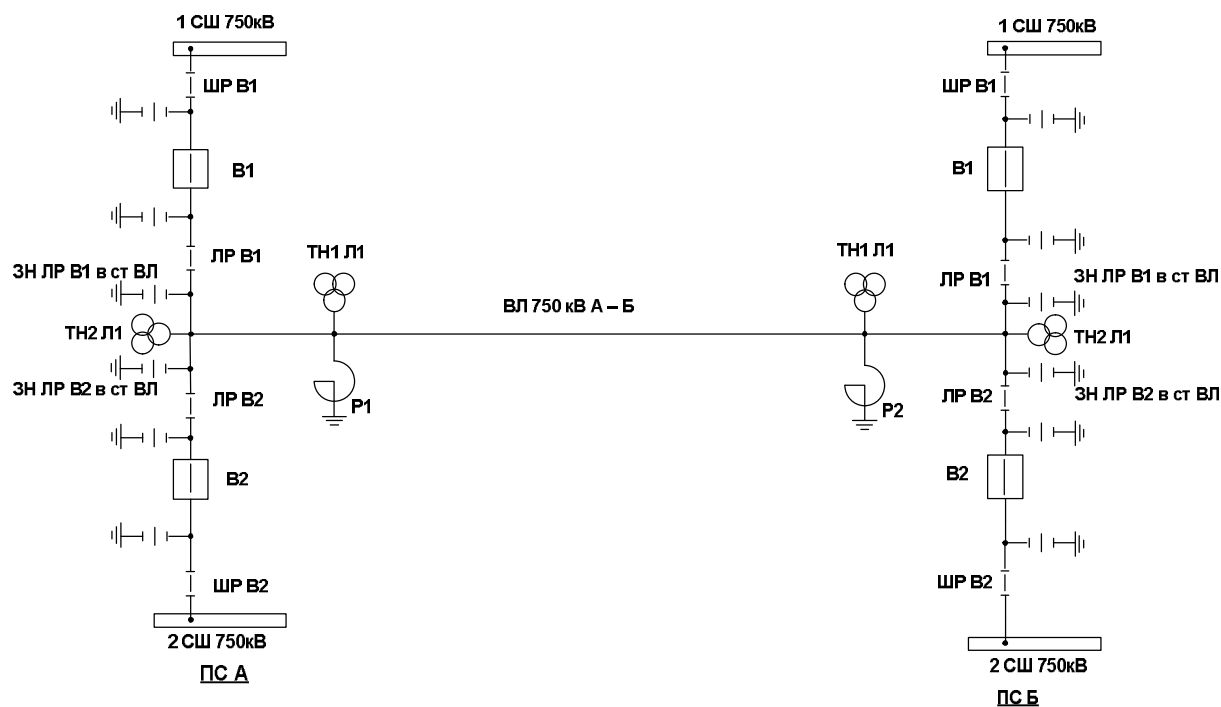 1 СШ 750кВ
1 СШ 750кВ
ШР В1
ШР В1
В1
В1
ЛР В1
ТН1 Л1
ТН1 Л1
ЛР В1
ЗН ЛР В1 в ст ВЛ
ЗН ЛР В1 в ст ВЛ
ВЛ 750 кВ А – Б
ТН2 Л1
ТН2 Л1
ЗН ЛР В2 в ст ВЛ
ЗН ЛР В2 в ст ВЛ
ЛР В2
Р1
Р2
ЛР В2
В2
В2
ШР В2
ШР В2
2 СШ 750кВ
2 СШ 750кВ
ПС А
ПС Б